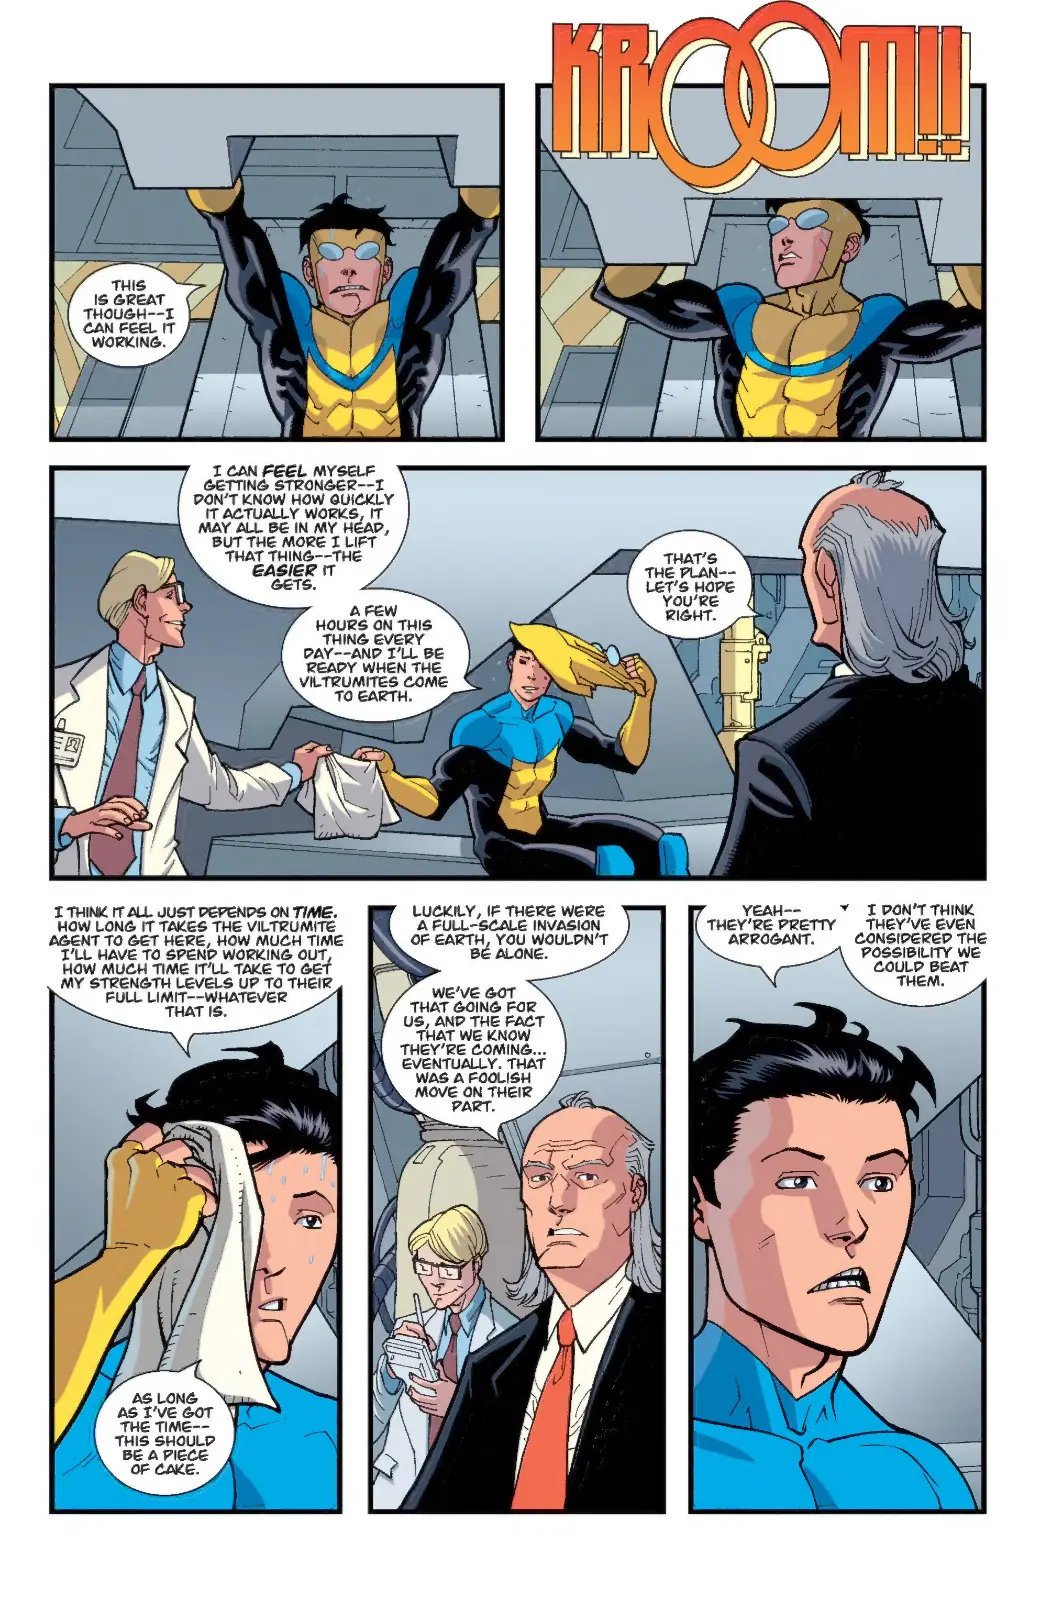 THIS
IS GREAT
THOUGH--I
CAN FEEL IT
WORKING.
KROOM!!
I CAN FEEL MYSELF
GETTING STRONGER--I
DON'T KNOW HOW QUICKLY
IT ACTUALLY WORKS, IT
MAY ALL BE IN MY HEAD,
BUT THE MORE I LIFT
THAT THING--THE
EASIER IT
GETS.
A FEW
HOURS ON THIS
THING EVERY
DAY--AND I'LL BE
READY WHEN THE
VILTRUMITES COME
TO EARTH.
THAT'S
THE PLAN--
LET'S HOPE
YOU'RE
RIGHT.
I THINK IT ALL JUST DEPENDS ON TIME.
HOW LONG IT TAKES THE VILTRUMITE
AGENT TO GET HERE, HOW MUCH TIME
I'LL HAVE TO SPEND WORKING OUT,
HOW MUCH TIME IT'LL TAKE TO GET
MY STRENGTH LEVELS UP TO THEIR
FULL LIMIT--WHATEVER
THAT IS.
AS LONG
AS I'VE GOT
THE TIME--
THIS SHOULD
BE A PIECE
OF CAKE.
LUCKILY, IF THERE WERE
A FULL-SCALE INVASION
OF EARTH, YOU WOULDN'T
BE ALONE.
WE'VE GOT
THAT GOING FOR
US, AND THE FACT
THAT WE KNOW
THEY'RE COMING...
EVENTUALLY. THAT
WAS A FOOLISH
MOVE ON THEIR
PART.
YEAH--
THEY'RE PRETTY
ARROGANT.
I DON'T THINK
THEY'VE EVEN
CONSIDERED THE
POSSIBILITY WE
COULD BEAT
THEM.